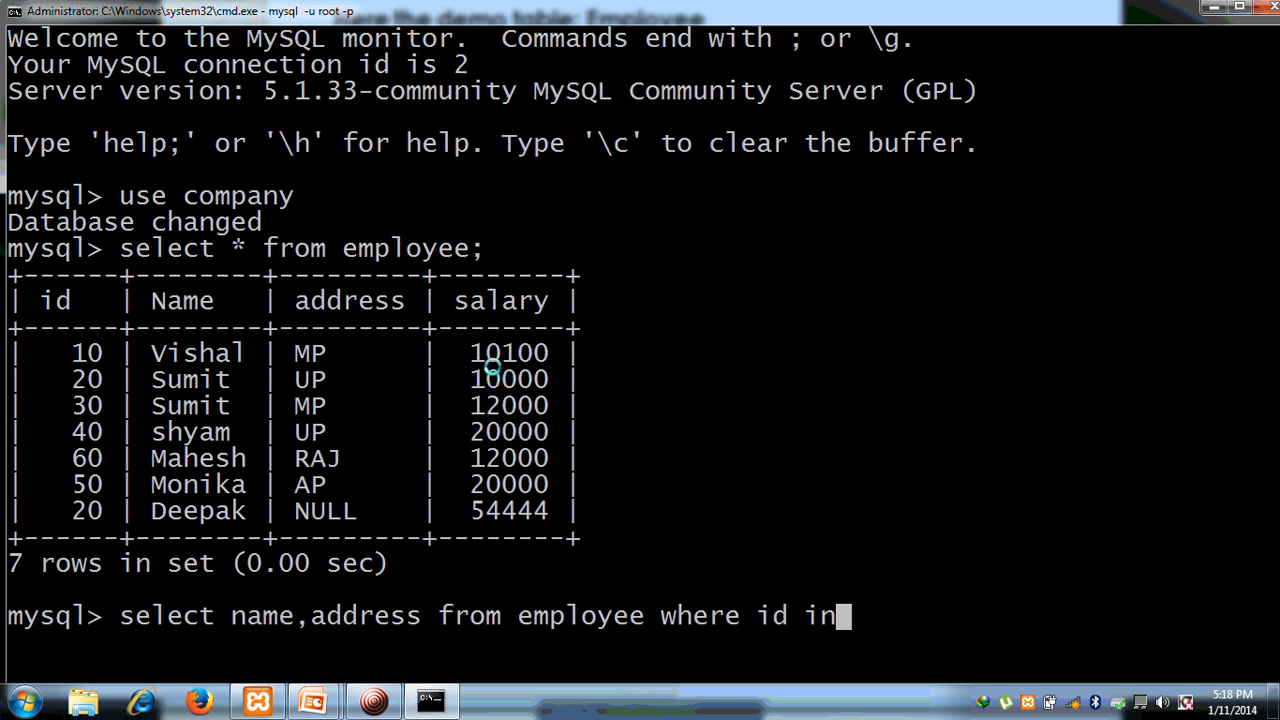 Administrator: C:\Windows\system32\cmd.exe - mysql -u root -p
Welcome to the MySQL monitor.  Commands end with ; or \g.
Your MySQL connection id is 2
Server version: 5.1.33-community MySQL Community Server (GPL)
Type 'help;' or '\h' for help. Type '\c' to clear the buffer.
mysql> use company
Database changed
mysql> select * from employee;
+------+--------+---------+--------+
| id   | Name   | address | salary |
+------+--------+---------+--------+
|   10 | Vishal | MP      |  10100 |
|   20 | Sumit  | UP      |  10000 |
|   30 | Sumit  | MP      |  12000 |
|   40 | shyam  | UP      |  20000 |
|   60 | Mahesh | RAJ     |  12000 |
|   50 | Monika | AP      |  20000 |
|   20 | Deepak | NULL    |  54444 |
+------+--------+---------+--------+
7 rows in set (0.00 sec)
mysql> select name,address from employee where id in
5:18 PM
1/11/2014